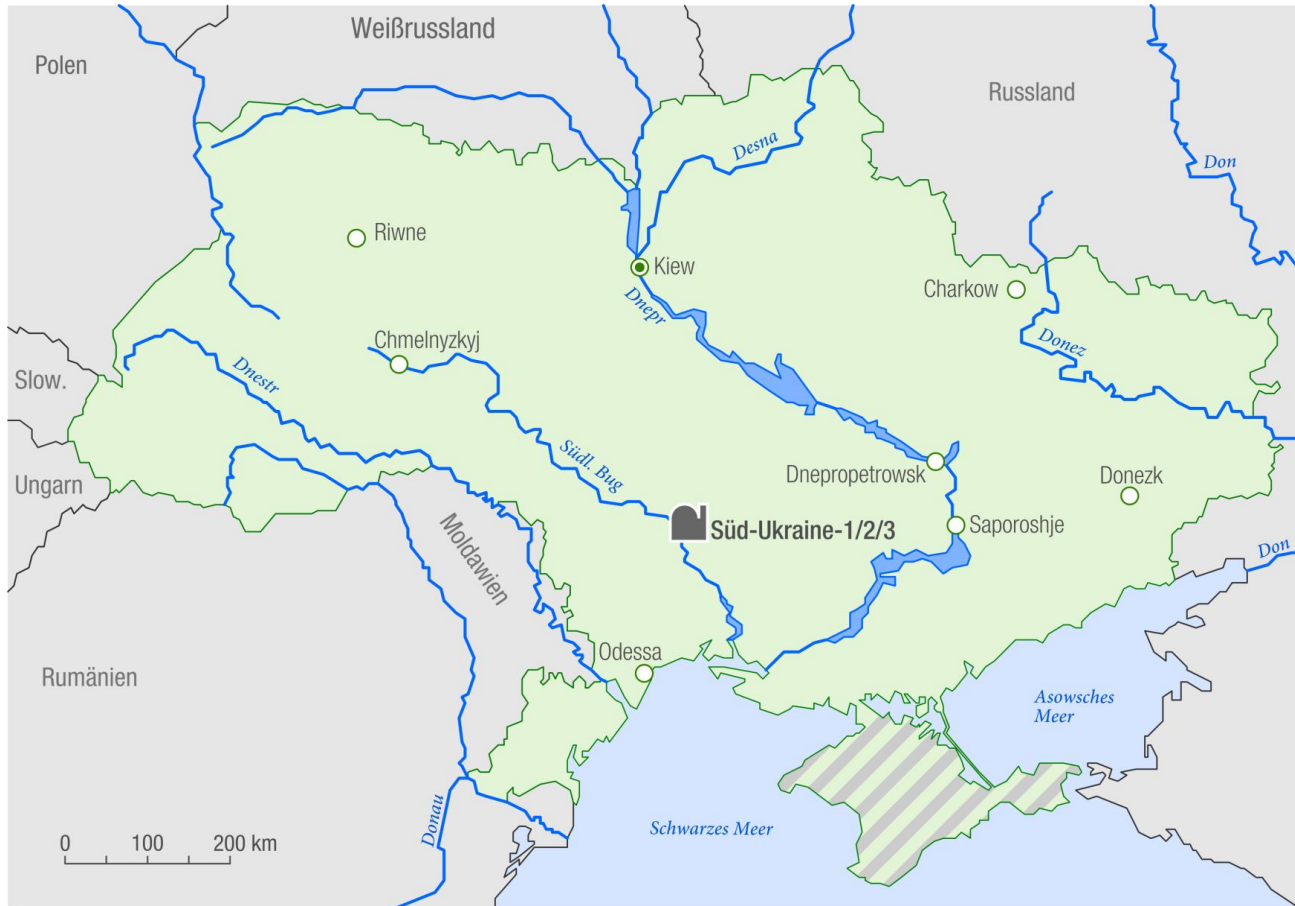 Weißrussland
Polen
Russland
Desna
Don
Riwne
Kiew
Charkow
Dnepr
Chmelnyzkyj
Donez
Slow.
Dnestr
Südl. Bug
Dnepropetrowsk
Donezk
Ungarn
Süd-Ukraine-1/2/3
Saporoshje
Moldawien
Don
Odessa
Rumänien
Asowsches
Meer
Donau
Schwarzes Meer
0 100 200 km